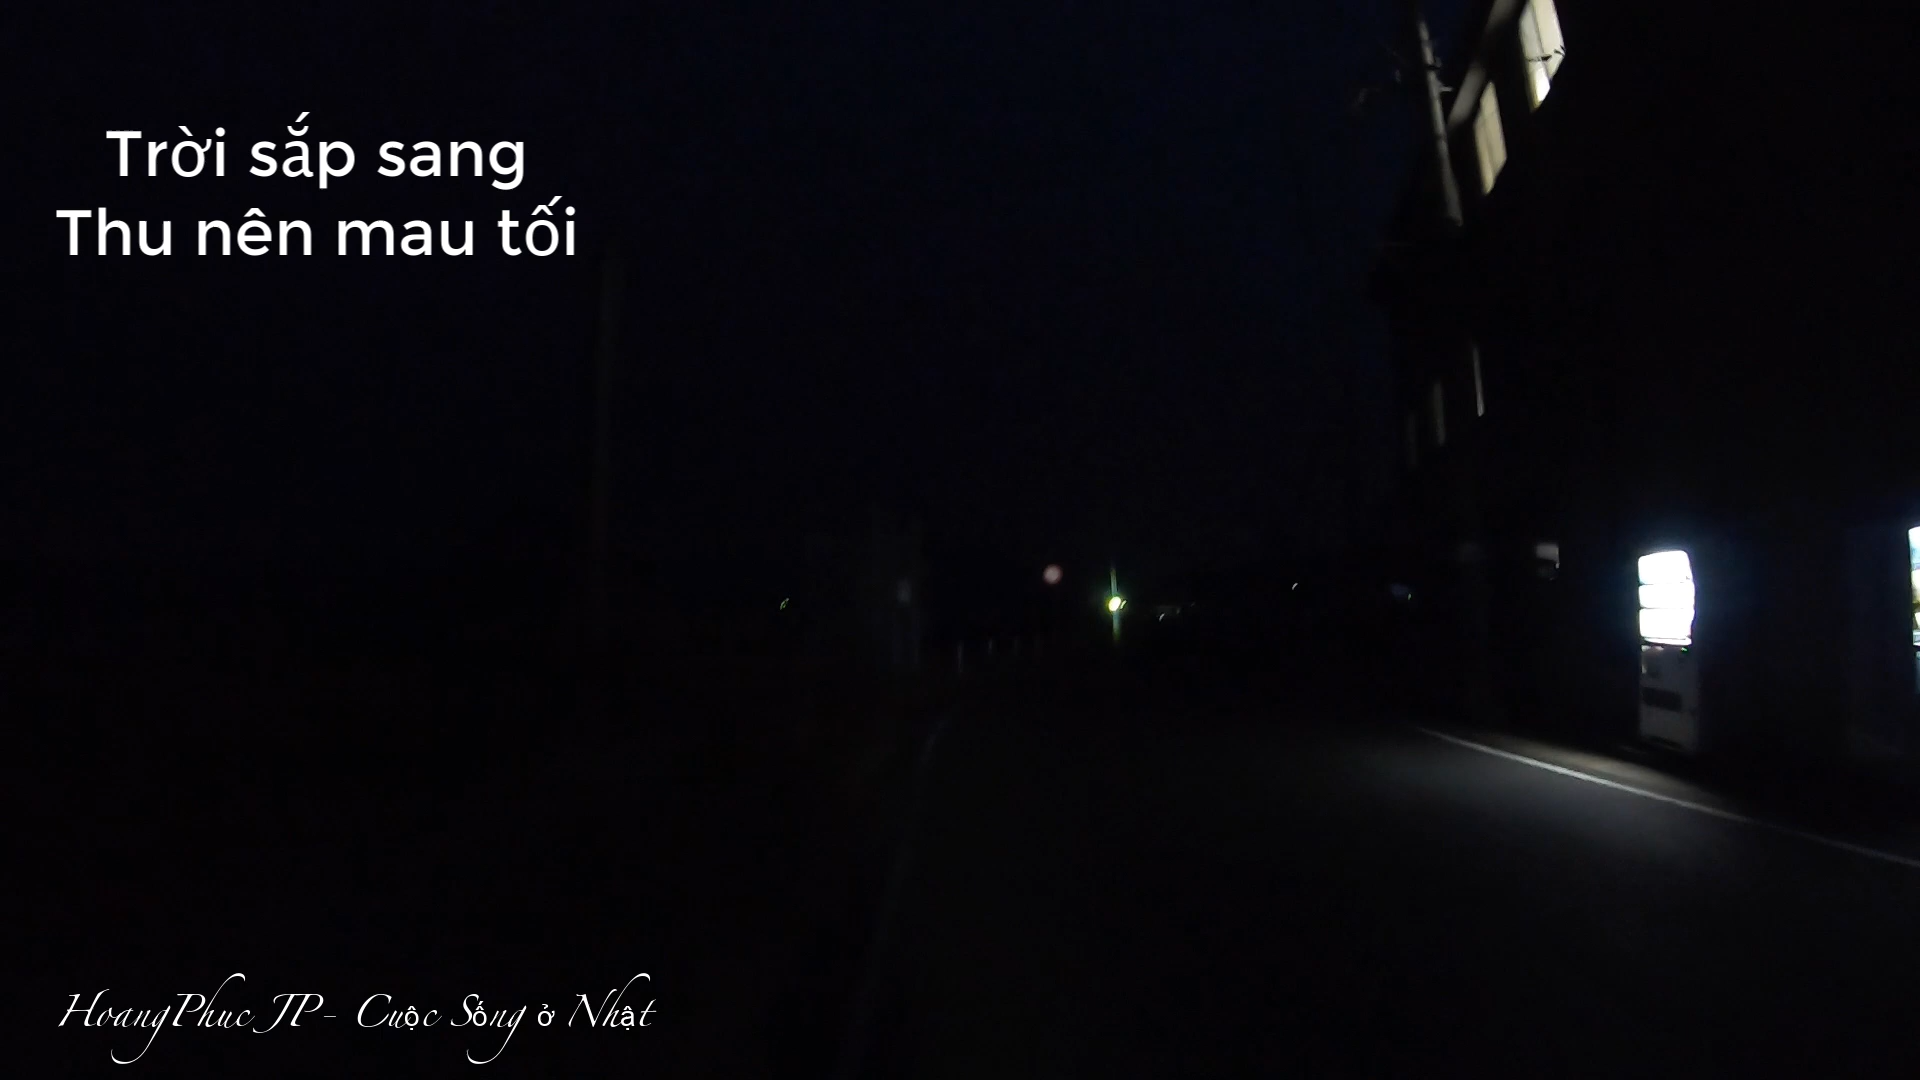 Trời sắp sang
Thu nên mau tối
HoangPhuc JP - Cuộc Sống ở Nhật